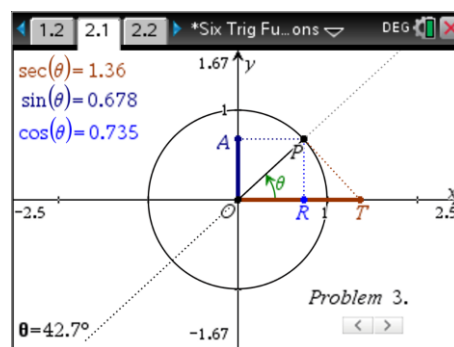 1.2 2.1 2.2 *Six Trig Fu...ons DEG
sec(θ)=1.36
sin(θ)=0.678
cos(θ)=0.735
1.67 y
1
A
P
θ
x
-2.5 O R 1 T 2.5
Problem 3.
< >
θ=42.7°
-1.67